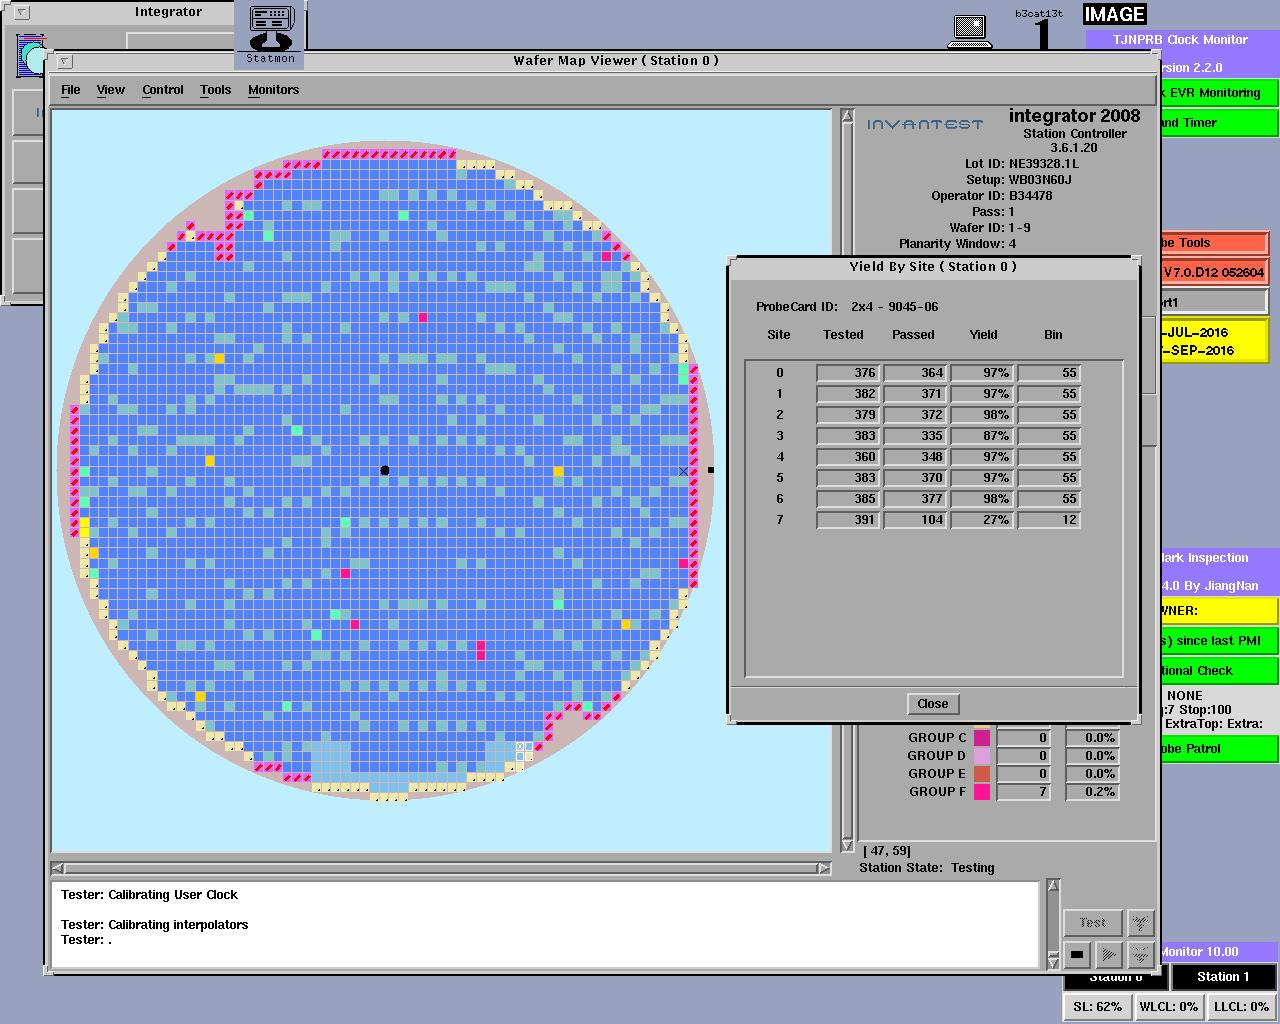 Integrator
Statmon
b3cat13t
1
IMAGE
TJNPRB Clock Monitor
rsion 2.2.0
EVR Monitoring
and Timer
Wafer Map Viewer ( Station 0 )
File View Control Tools Monitors
INVANTEST
integrator 2008
Station Controller
3.6.1.20
Lot ID: NE39328.1L
Setup: WB03N60J
Operator ID: B34478
Pass: 1
Wafer ID: 1-9
Planarity Window: 4
be Tools
V7.0.D12 052604
ort1
-JUL-2016
-SEP-2016
Yield By Site ( Station 0 )
ProbeCard ID: 2x4 - 9045-06
Site Tested Passed Yield Bin
0 376 364 97% 55
1 382 371 97% 55
2 379 372 98% 55
3 383 335 87% 55
4 360 348 97% 55
5 383 370 97% 55
6 385 377 98% 55
7 391 104 27% 12
Close
GROUP C 0 0.0%
GROUP D 0 0.0%
GROUP E 0 0.0%
GROUP F 7 0.2%
[ 47, 59]
Station State: Testing
lark Inspection
4.0 By JiangNan
WNER:
s) since last PMI
tional Check
NONE
:7 Stop:100
ExtraTop: Extra:
obe Patrol
Tester: Calibrating User Clock
Tester: Calibrating interpolators
Tester: .
Test
Monitor 10.00
Station 0 Station 1
SL: 62% WLCL: 0% LLCL: 0%